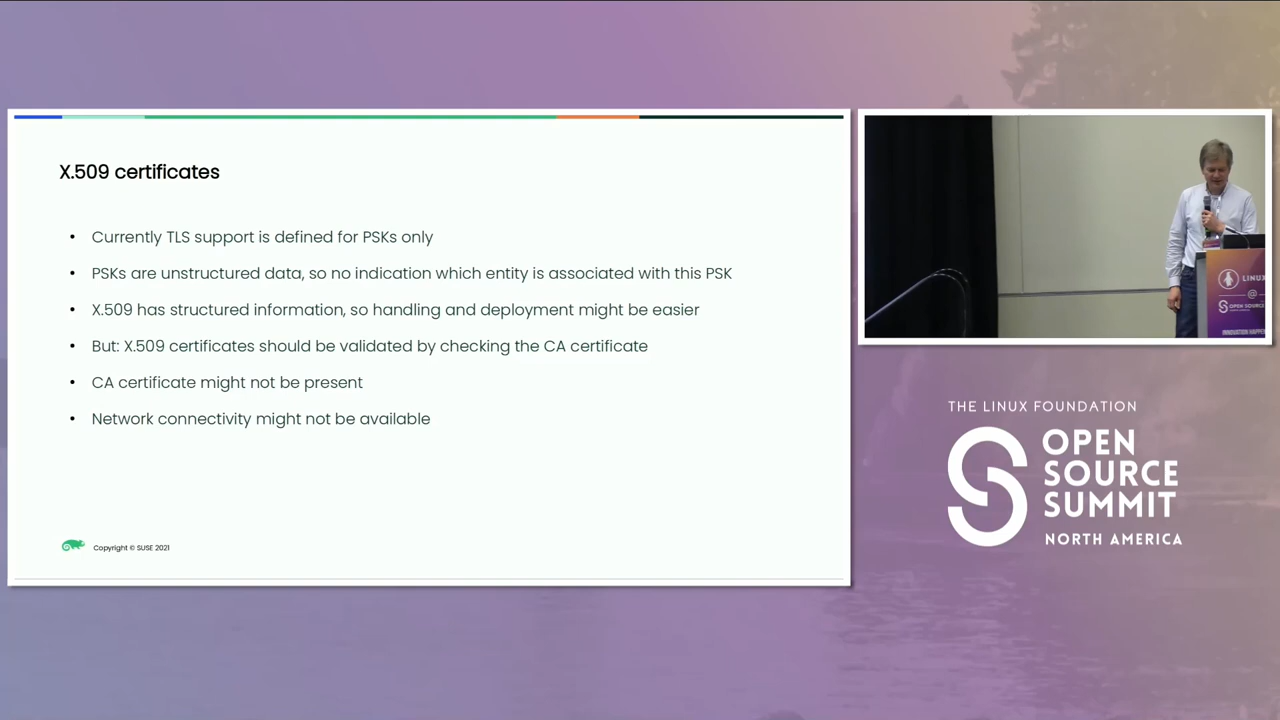 X.509 certificates
• Currently TLS support is defined for PSKs only
• PSKs are unstructured data, so no indication which entity is associated with this PSK
• X.509 has structured information, so handling and deployment might be easier
• But: X.509 certificates should be validated by checking the CA certificate
• CA certificate might not be present
• Network connectivity might not be available
Copyright © SUSE 2021
LINUX
@
OPEN SOURCE
THE LINUX FOUNDATION
OPEN
SOURCE
SUMMIT
NORTH AMERICA